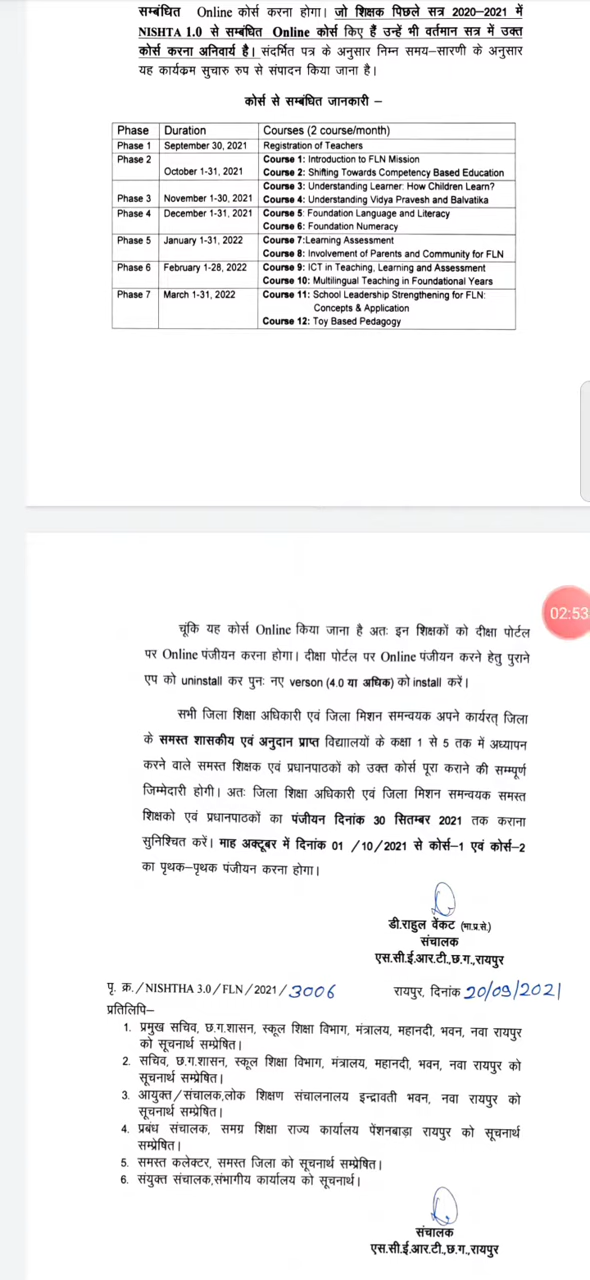 सम्बंधित Online कोर्स करना होगा। जो शिक्षक पिछले सत्र 2020–2021 में
NISHTA 1.0 से सम्बंधित Online कोर्स किए हैं उन्हें भी वर्तमान सत्र में उक्त
कोर्स करना अनिवार्य है। संदर्भित पत्र के अनुसार निम्न समय–सारणी के अनुसार
यह कार्यक्रम सुचारु रुप से संपादन किया जाना है।
कोर्स से सम्बंधित जानकारी –
Phase Duration Courses (2 course/month)
Phase 1 September 30, 2021 Registration of Teachers
Phase 2 Course 1: Introduction to FLN Mission
October 1-31, 2021 Course 2: Shifting Towards Competency Based Education
Course 3: Understanding Learner: How Children Learn?
Phase 3 November 1-30, 2021 Course 4: Understanding Vidya Pravesh and Balvatika
Phase 4 December 1-31, 2021 Course 5: Foundation Language and Literacy
Course 6: Foundation Numeracy
Phase 5 January 1-31, 2022 Course 7:Learning Assessment
Course 8: Involvement of Parents and Community for FLN
Phase 6 February 1-28, 2022 Course 9: ICT in Teaching, Learning and Assessment
Course 10: Multilingual Teaching in Foundational Years
Phase 7 March 1-31, 2022 Course 11: School Leadership Strengthening for FLN:
Concepts & Application
Course 12: Toy Based Pedagogy
02:53
चूंकि यह कोर्स Online किया जाना है अतः इन शिक्षकों को दीक्षा पोर्टल
पर Online पंजीयन करना होगा। दीक्षा पोर्टल पर Online पंजीयन करने हेतु पुराने
एप को uninstall कर पुनः नए verson (4.0 या अधिक) को install करें।
सभी जिला शिक्षा अधिकारी एवं जिला मिशन समन्वयक अपने कार्यरत् जिला
के समस्त शासकीय एवं अनुदान प्राप्त विद्याालयों के कक्षा 1 से 5 तक में अध्यापन
करने वाले समस्त शिक्षक एवं प्रधानपाठकों को उक्त कोर्स पूरा कराने की सम्पूर्ण
जिम्मेदारी होगी। अतः जिला शिक्षा अधिकारी एवं जिला मिशन समन्वयक समस्त
शिक्षको एवं प्रधानपाठकों का पंजीयन दिनांक 30 सितम्बर 2021 तक कराना
सुनिश्चित करें। माह अक्टूबर में दिनांक 01 /10/2021 से कोर्स–1 एवं कोर्स–2
का पृथक–पृथक पंजीयन करना होगा।
डी.राहुल वेंकट (भा.प्र.से.)
संचालक
एस.सी.ई.आर.टी.,छ.ग.,रायपुर
पृ. क्र./NISHTHA 3.0/FLN/2021/3006 रायपुर, दिनांक 20/09/2021
प्रतिलिपि–
1. प्रमुख सचिव, छ.ग.शासन, स्कूल शिक्षा विभाग, मंत्रालय, महानदी, भवन, नवा रायपुर
को सूचनार्थ सम्प्रेषित।
2. सचिव, छ.ग.शासन, स्कूल शिक्षा विभाग, मंत्रालय, महानदी, भवन, नवा रायपुर को
सूचनार्थ सम्प्रेषित।
3. आयुक्त/संचालक,लोक शिक्षण संचालनालय इन्द्रावती भवन, नवा रायपुर को
सूचनार्थ सम्प्रेषित।
4. प्रबंध संचालक, समग्र शिक्षा राज्य कार्यालय पेंशनबाड़ा रायपुर को सूचनार्थ
सम्प्रेषित।
5. समस्त कलेक्टर, समस्त जिला को सूचनार्थ सम्प्रेषित।
6. संयुक्त संचालक,संभागीय कार्यालय को सूचनार्थ।
संचालक
एस.सी.ई.आर.टी.,छ.ग.,रायपुर